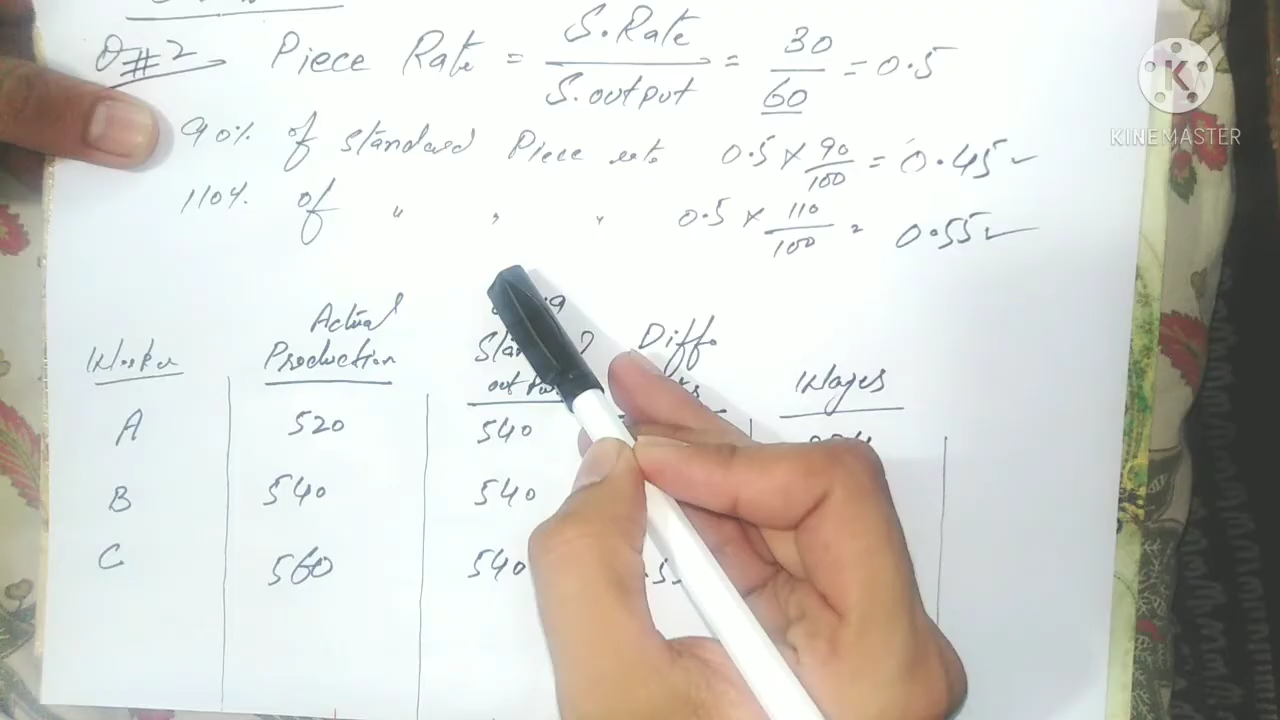 Q#2 Piece Rate = S.Rate / S.output = 30 / 60 = 0.5
90% of Standard Piece rate 0.5 × 90/100 = 0.45 ✓
110% of " " " 0.5 × 110/100 = 0.55 ✓
KINEMASTER
Worker Actual Production output Diff. Wages
A 520 540
B 540 540
C 560 540